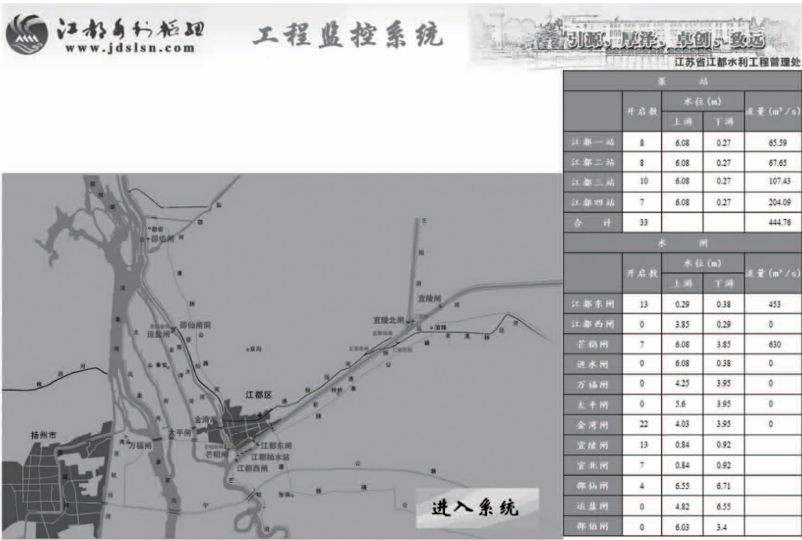 江都水利枢纽
www.jdslsn.com
工程监控系统
引源、厚泽、卓创、致远
江苏省江都水利工程管理处
泵 站
开启数 水位(m) 流量(m³/s)
上游 下游
江都一站 8 6.08 0.27 65.59
江都二站 8 6.08 0.27 67.65
江都三站 10 6.08 0.27 107.43
江都四站 7 6.08 0.27 204.09
合 计 33 444.76
水 闸
开启数 水位(m) 流量(m³/s)
上游 下游
江都东闸 13 0.29 0.38 453
江都西闸 0 3.85 0.29 0
芒稻闸 7 6.08 3.85 630
送水闸 0 6.08 0.38 0
万福闸 0 4.25 3.95 0
太平闸 0 5.6 3.95 0
金湾闸 22 4.03 3.95 0
宜陵闸 13 0.84 0.92
宜北闸 7 0.84 0.92
邵仙闸 4 6.55 6.71
运盐闸 0 4.82 6.55
邵伯闸 0 6.03 3.4
邵伯
邵伯闸
邵仙闸洞
运盐闸
宜陵闸
宜陵北闸
宜陵
江都区
金湾闸
太平闸
万福闸
芒稻闸
江都东闸
江都抽水站
江都西闸
扬州市
进入系统